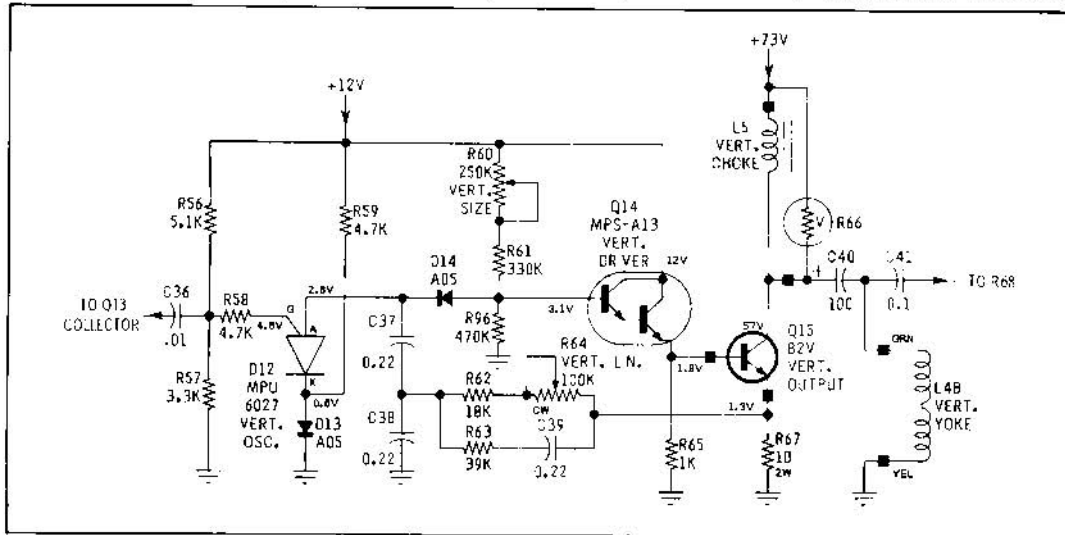 +73V
+12V
L5
VERT.
CHOKE
R60
250K
VERT.
SIZE
R56
5.1K
R59
4.7K
Q14
MPS-A13
VERT.
DRIVER
12V
V
R66
R61
330K
D14
A05
+
C40
100
C41
0.1
TO R68
TO Q13
COLLECTOR
C36
.01
R58
4.7K
4.8V
G
A
2.8V
C37
0.22
R96
470K
3.1V
R64
VERT. LIN.
100K
57V
Q15
B2V
VERT.
OUTPUT
1.8V
GRN
L4B
VERT.
YOKE
R57
3.3K
D12
MPU
6027
VERT.
OSC.
K
0.6V
D13
A05
C38
0.22
R62
18K
CW
R63
39K
C39
0.22
1.3V
R65
1K
R67
10
2W
YEL